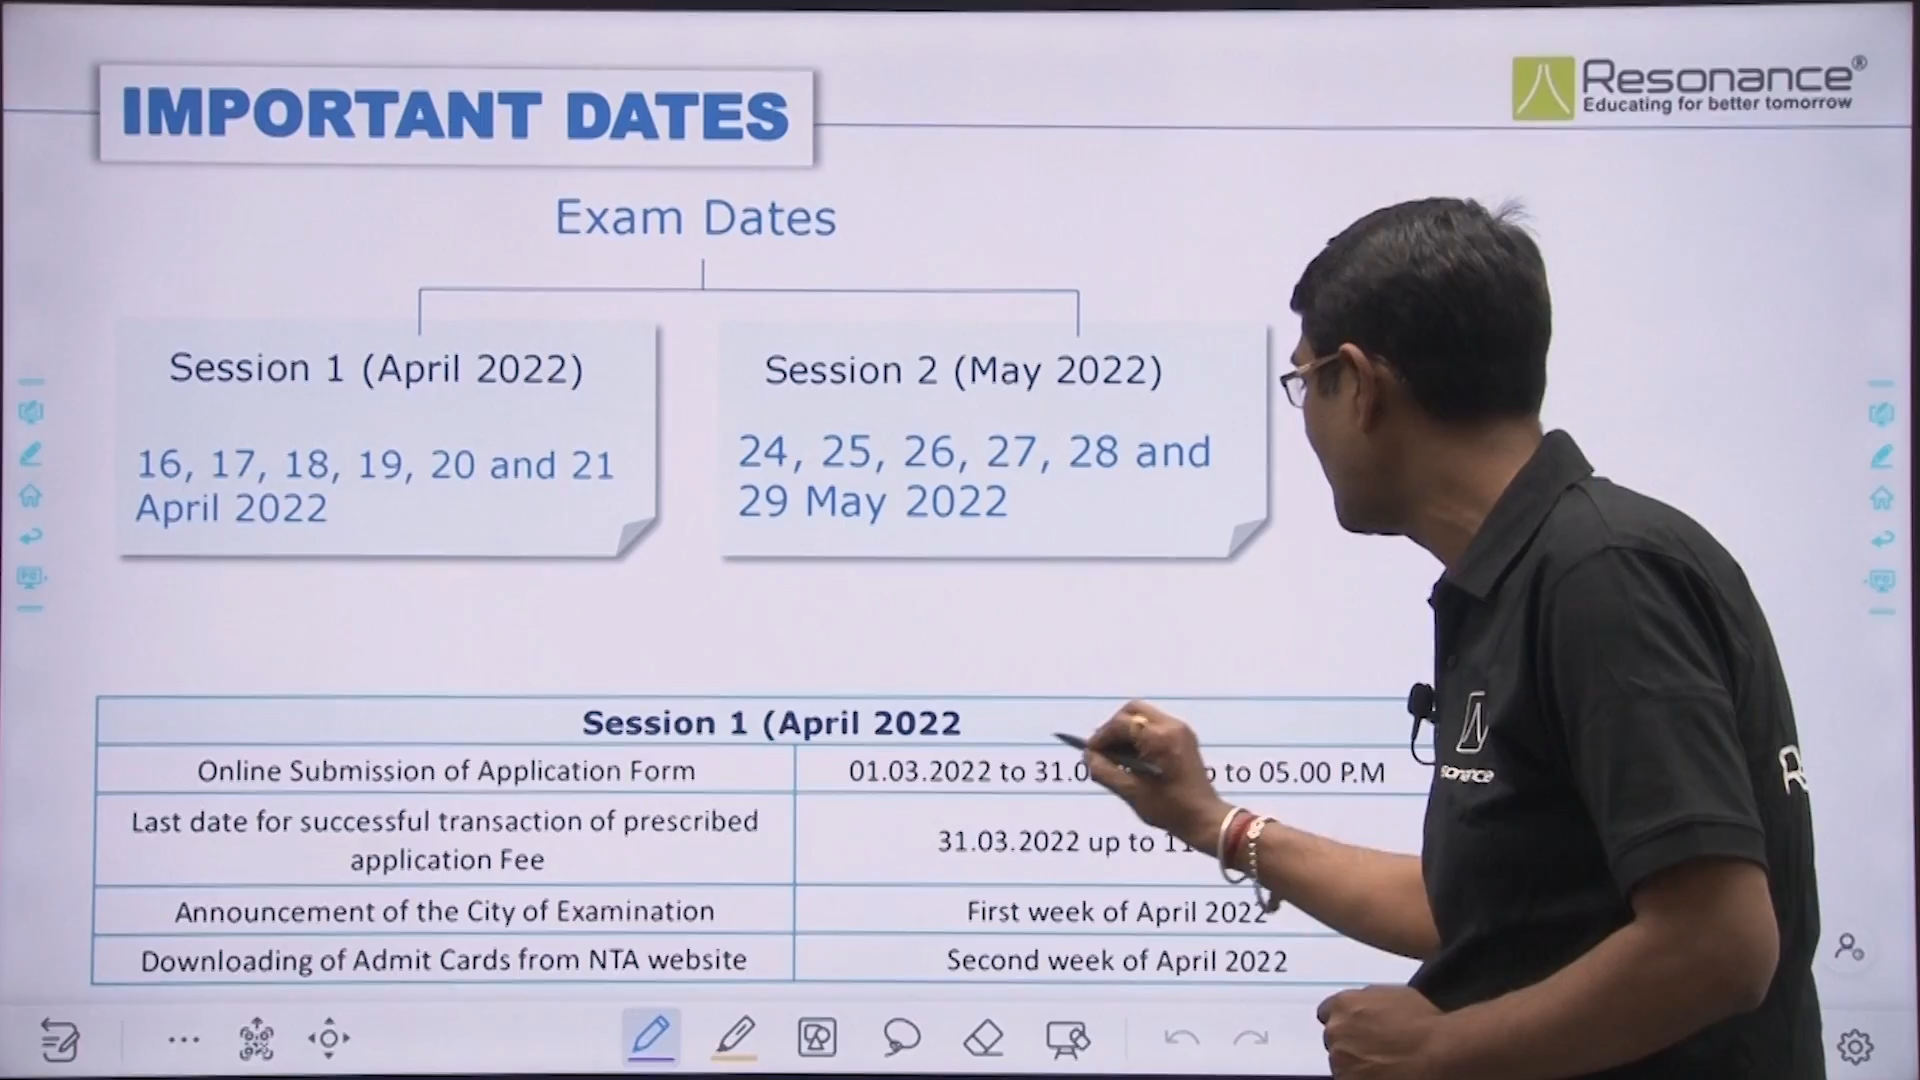 IMPORTANT DATES
Resonance®
Educating for better tomorrow
Exam Dates
Session 1 (April 2022)
16, 17, 18, 19, 20 and 21
April 2022
Session 2 (May 2022)
24, 25, 26, 27, 28 and
29 May 2022
Session 1 (April 2022
Online Submission of Application Form
01.03.2022 to 31.0 to 05.00 P.M
Last date for successful transaction of prescribed
application Fee
31.03.2022 up to 11
Announcement of the City of Examination
First week of April 2022
Downloading of Admit Cards from NTA website
Second week of April 2022